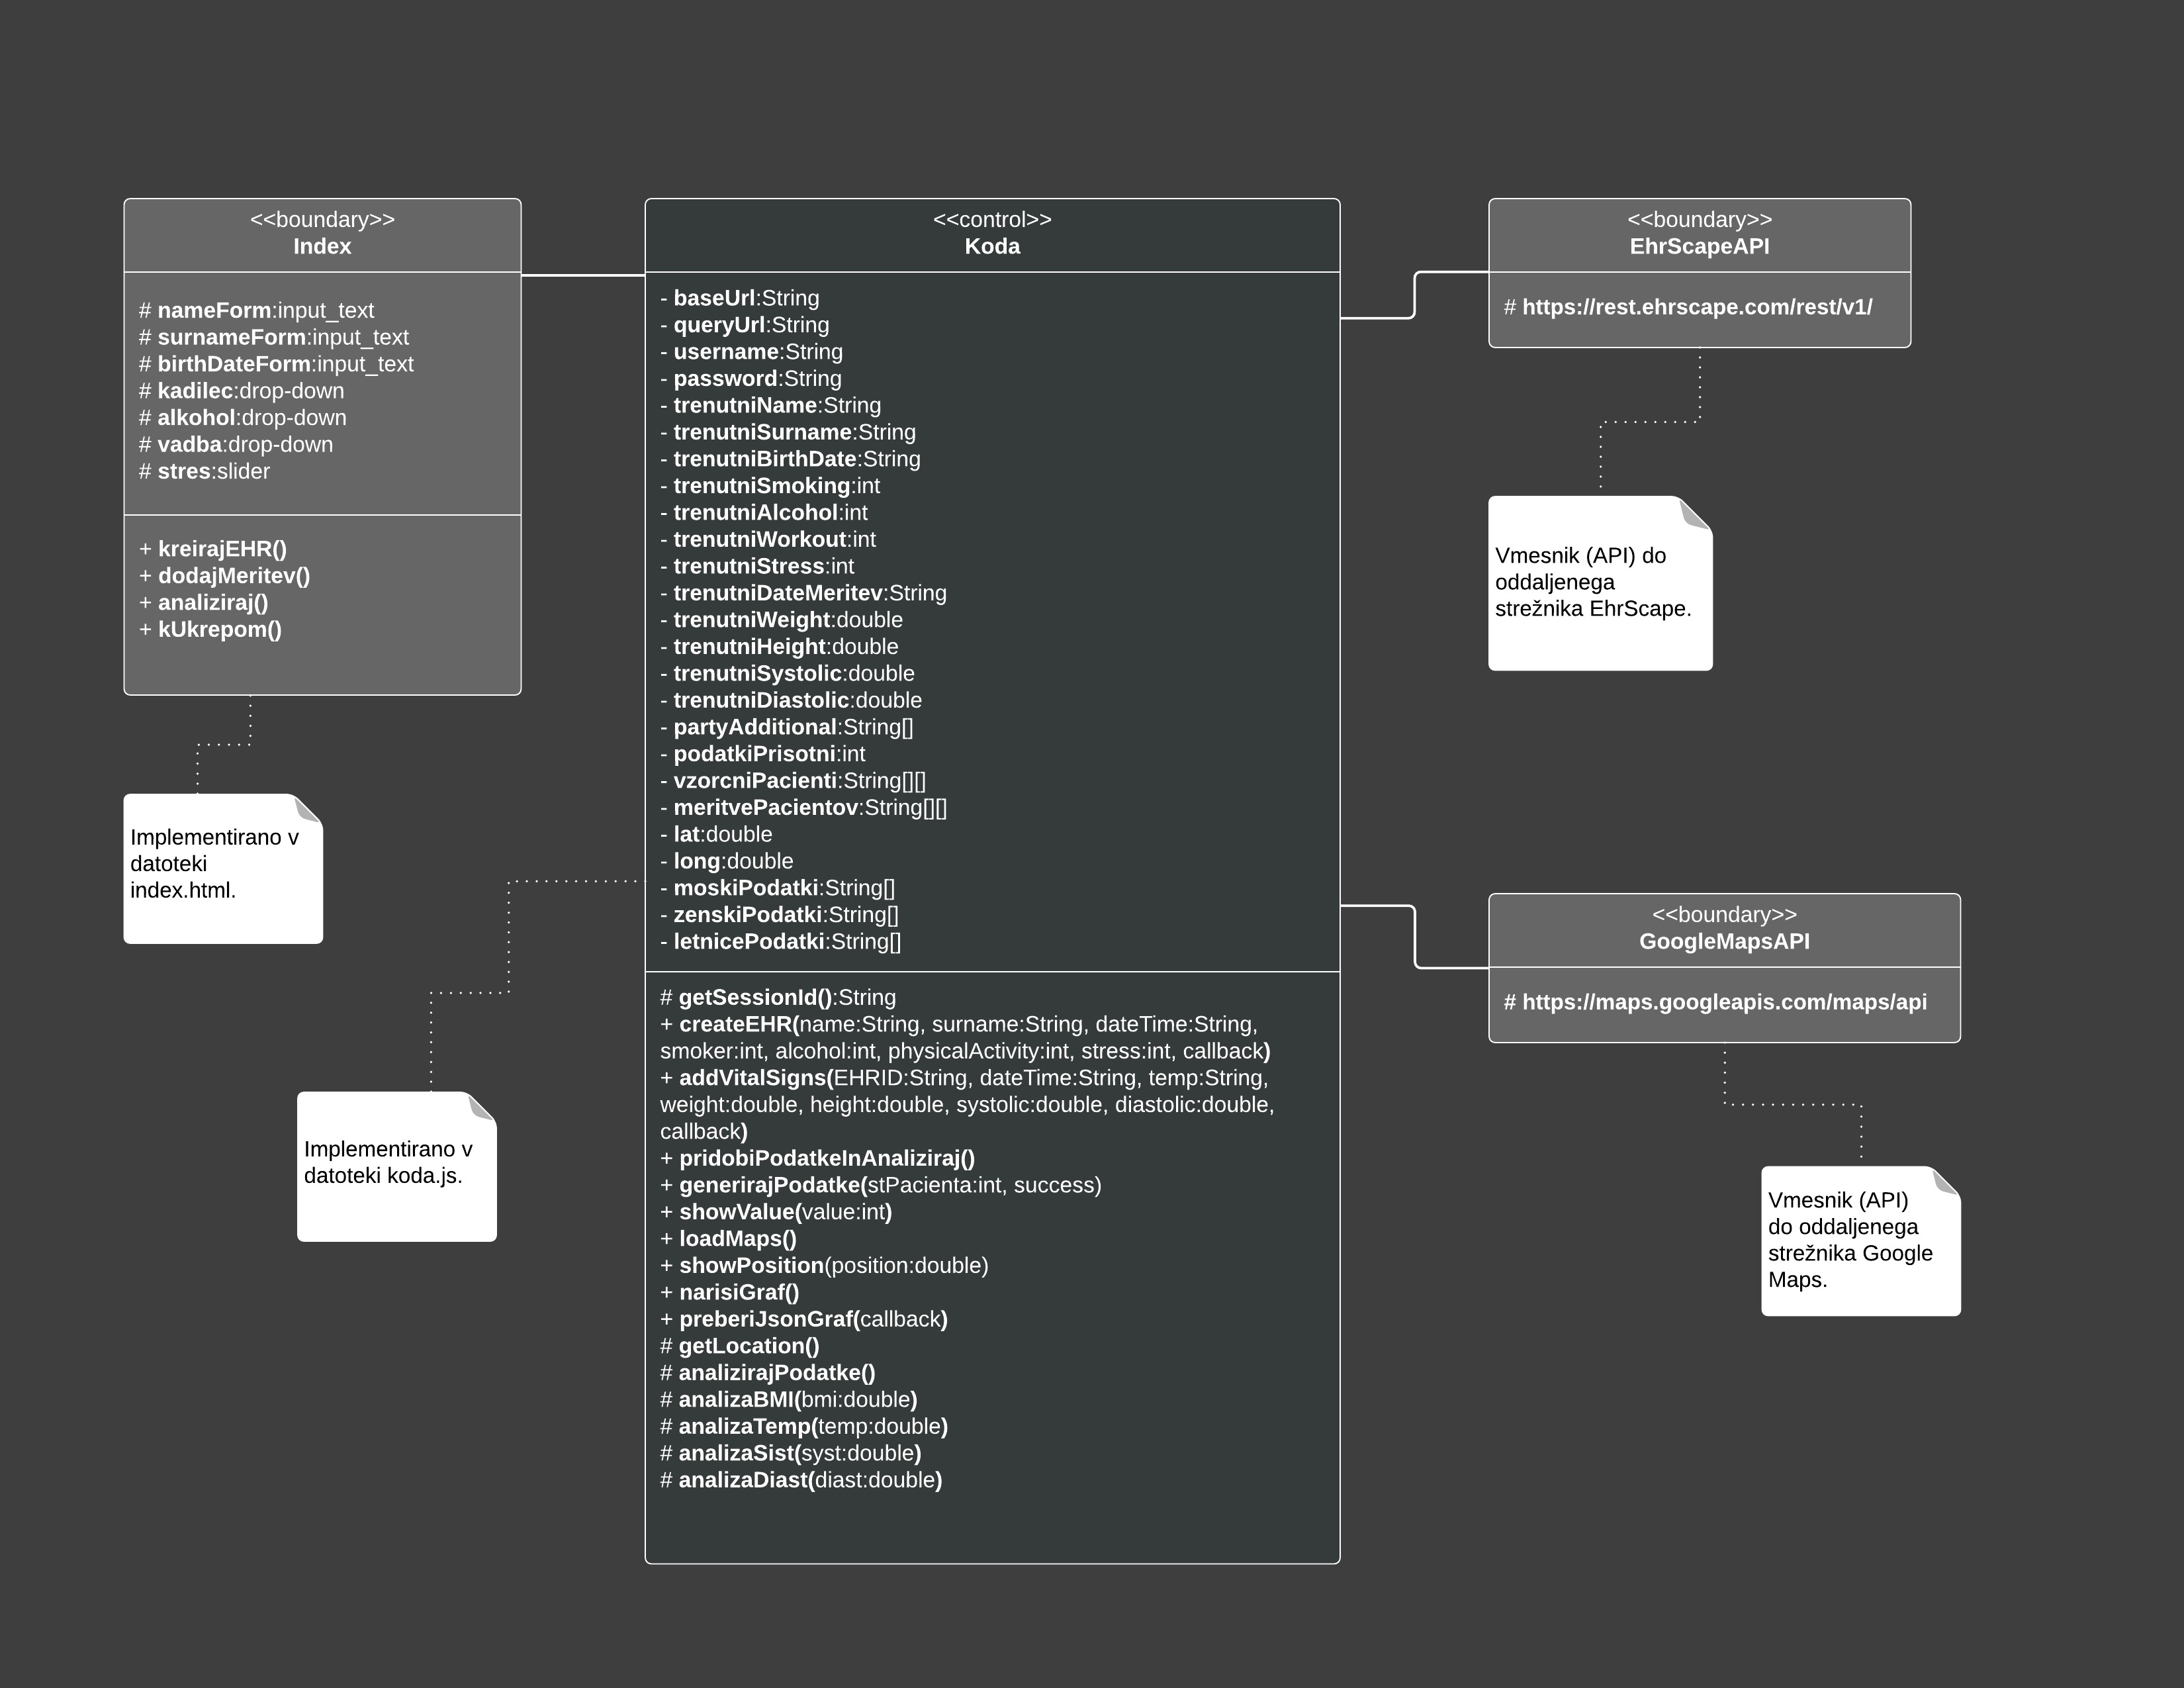 <<boundary>>
Index
# nameForm:input_text
# surnameForm:input_text
# birthDateForm:input_text
# kadilec:drop-down
# alkohol:drop-down
# vadba:drop-down
# stres:slider
+ kreirajEHR()
+ dodajMeritev()
+ analiziraj()
+ kUkrepom()
Implementirano v
datoteki
index.html.
<<control>>
Koda
- baseUrl:String
- queryUrl:String
- username:String
- password:String
- trenutniName:String
- trenutniSurname:String
- trenutniBirthDate:String
- trenutniSmoking:int
- trenutniAlcohol:int
- trenutniWorkout:int
- trenutniStress:int
- trenutniDateMeritev:String
- trenutniWeight:double
- trenutniHeight:double
- trenutniSystolic:double
- trenutniDiastolic:double
- partyAdditional:String[]
- podatkiPrisotni:int
- vzorcniPacienti:String[][]
- meritvePacientov:String[][]
- lat:double
- long:double
- moskiPodatki:String[]
- zenskiPodatki:String[]
- letnicePodatki:String[]
# getSessionId():String
+ createEHR(name:String, surname:String, dateTime:String,
smoker:int, alcohol:int, physicalActivity:int, stress:int, callback)
+ addVitalSigns(EHRID:String, dateTime:String, temp:String,
weight:double, height:double, systolic:double, diastolic:double,
callback)
+ pridobiPodatkeInAnaliziraj()
+ generirajPodatke(stPacienta:int, success)
+ showValue(value:int)
+ loadMaps()
+ showPosition(position:double)
+ narisiGraf()
+ preberiJsonGraf(callback)
# getLocation()
# analizirajPodatke()
# analizaBMI(bmi:double)
# analizaTemp(temp:double)
# analizaSist(syst:double)
# analizaDiast(diast:double)
Implementirano v
datoteki koda.js.
<<boundary>>
EhrScapeAPI
# https://rest.ehrscape.com/rest/v1/
Vmesnik (API) do
oddaljenega
strežnika EhrScape.
<<boundary>>
GoogleMapsAPI
# https://maps.googleapis.com/maps/api
Vmesnik (API)
do oddaljenega
strežnika Google
Maps.